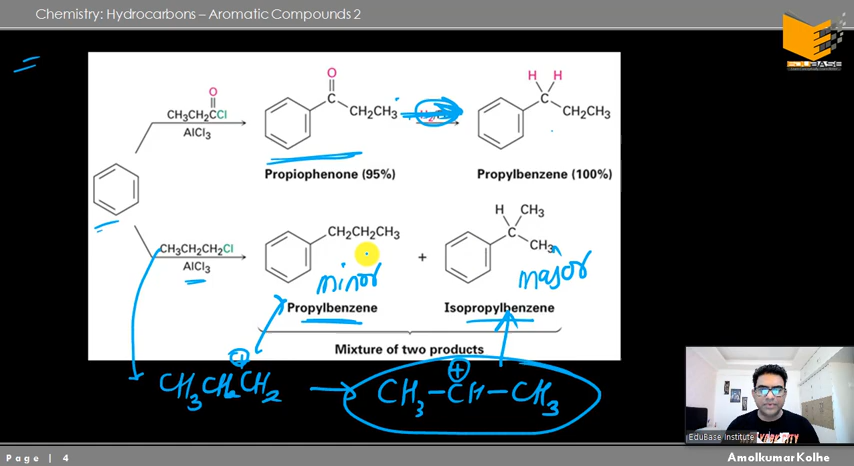 Chemistry: Hydrocarbons – Aromatic Compounds 2
EDUBASE
O
CH3CH2CCl
AlCl3
O
C
CH2CH3
H H
C
CH2CH3
Propiophenone (95%)
Propylbenzene (100%)
CH3CH2CH2Cl
AlCl3
CH2CH2CH3
minor
+
H CH3
C
CH3
major
Propylbenzene
Isopropylbenzene
Mixture of two products
CH3CH2CH2 +
CH3-CH-CH3 +
EduBase Institute
Page | 4
AmolkumarKolhe